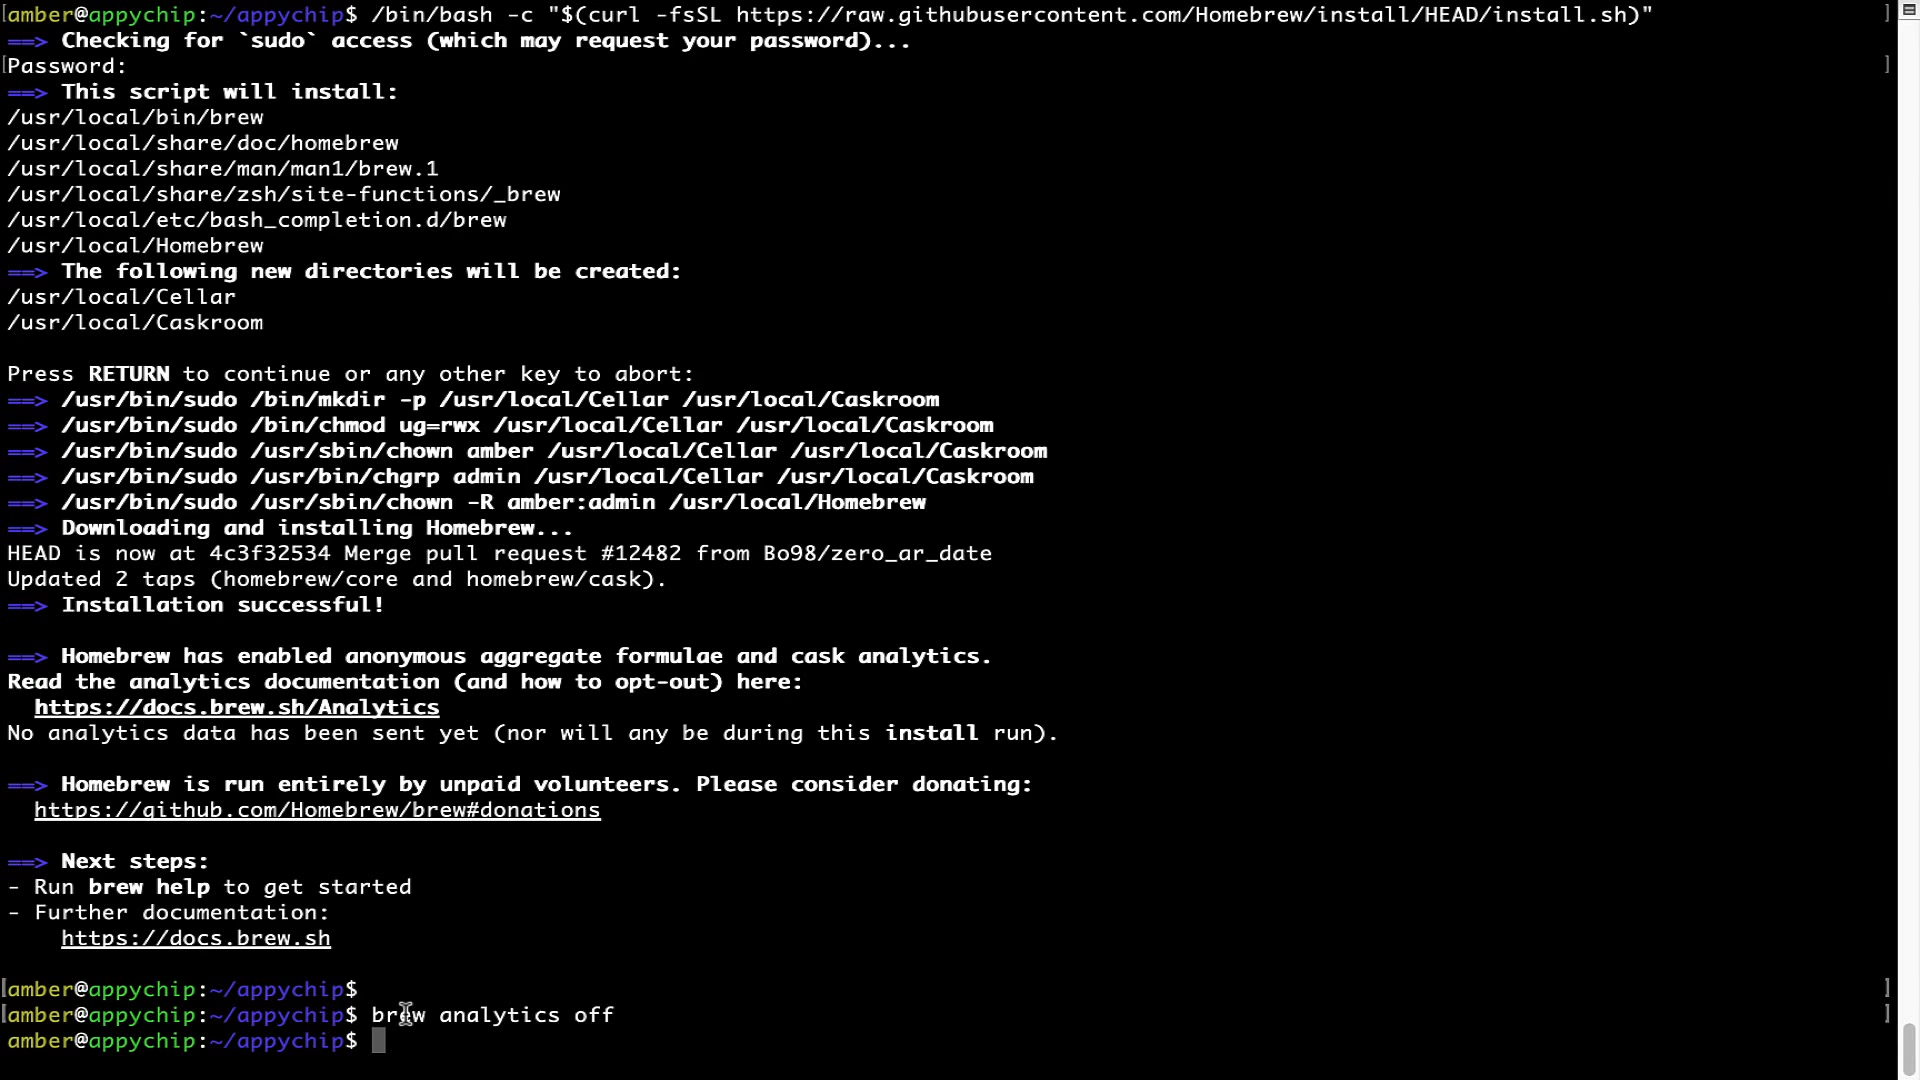 amber@appychip:~/appychip$ /bin/bash -c "$(curl -fsSL https://raw.githubusercontent.com/Homebrew/install/HEAD/install.sh)"
==> Checking for `sudo` access (which may request your password)...
Password:
==> This script will install:
/usr/local/bin/brew
/usr/local/share/doc/homebrew
/usr/local/share/man/man1/brew.1
/usr/local/share/zsh/site-functions/_brew
/usr/local/etc/bash_completion.d/brew
/usr/local/Homebrew
==> The following new directories will be created:
/usr/local/Cellar
/usr/local/Caskroom
Press RETURN to continue or any other key to abort:
==> /usr/bin/sudo /bin/mkdir -p /usr/local/Cellar /usr/local/Caskroom
==> /usr/bin/sudo /bin/chmod ug=rwx /usr/local/Cellar /usr/local/Caskroom
==> /usr/bin/sudo /usr/sbin/chown amber /usr/local/Cellar /usr/local/Caskroom
==> /usr/bin/sudo /usr/bin/chgrp admin /usr/local/Cellar /usr/local/Caskroom
==> /usr/bin/sudo /usr/sbin/chown -R amber:admin /usr/local/Homebrew
==> Downloading and installing Homebrew...
HEAD is now at 4c3f32534 Merge pull request #12482 from Bo98/zero_ar_date
Updated 2 taps (homebrew/core and homebrew/cask).
==> Installation successful!
==> Homebrew has enabled anonymous aggregate formulae and cask analytics.
Read the analytics documentation (and how to opt-out) here:
https://docs.brew.sh/Analytics
No analytics data has been sent yet (nor will any be during this install run).
==> Homebrew is run entirely by unpaid volunteers. Please consider donating:
https://github.com/Homebrew/brew#donations
==> Next steps:
- Run brew help to get started
- Further documentation:
https://docs.brew.sh
amber@appychip:~/appychip$
amber@appychip:~/appychip$ brew analytics off
amber@appychip:~/appychip$